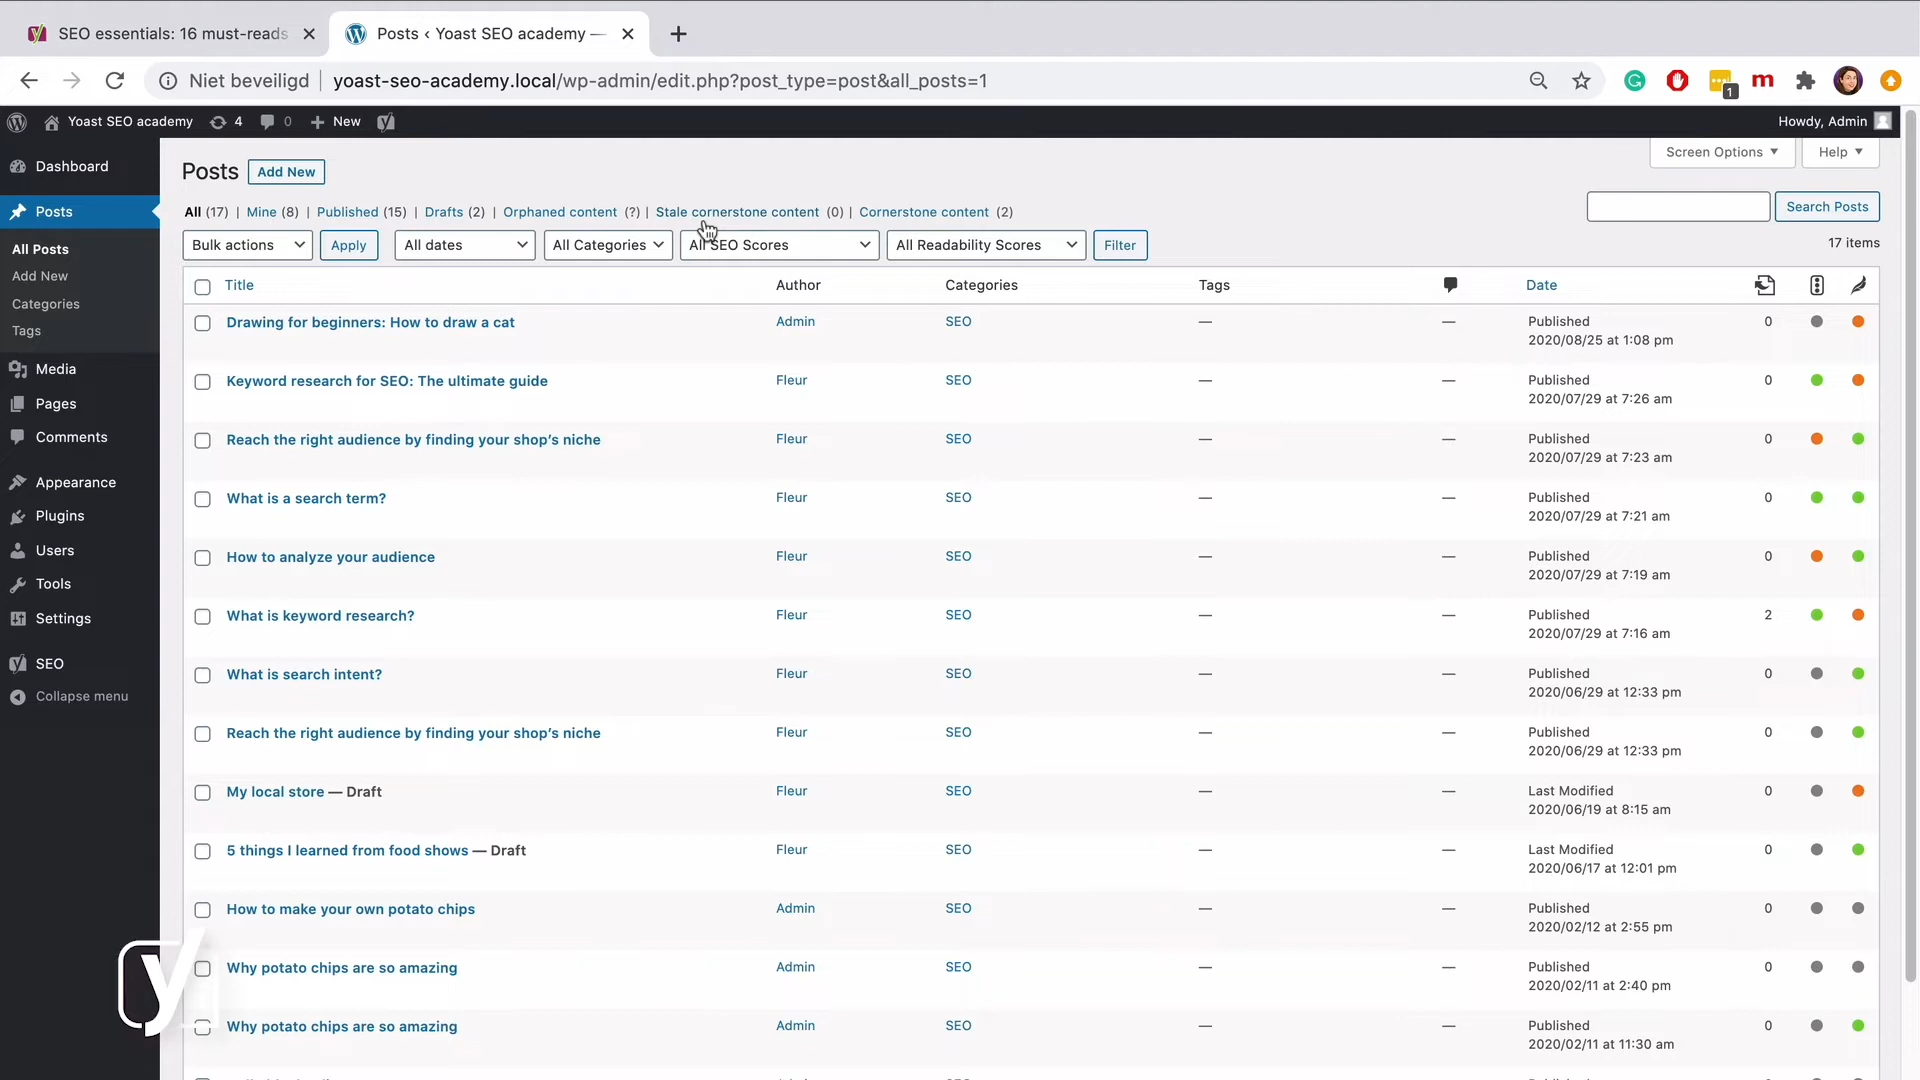 SEO essentials: 16 must-reads
Posts ‹ Yoast SEO academy —
Niet beveiligd | yoast-seo-academy.local/wp-admin/edit.php?post_type=post&all_posts=1
m
1
Yoast SEO academy 4 0 New
Howdy, Admin
Dashboard
Posts
All Posts
Add New
Categories
Tags
Media
Pages
Comments
Appearance
Plugins
Users
Tools
Settings
SEO
Collapse menu
Screen Options Help
Posts Add New
All (17) | Mine (8) | Published (15) | Drafts (2) | Orphaned content (?) | Stale cornerstone content (0) | Cornerstone content (2)
Search Posts
Bulk actions Apply All dates All Categories All SEO Scores All Readability Scores Filter
17 items
Title Author Categories Tags Date
Drawing for beginners: How to draw a cat Admin SEO — — Published 0
2020/08/25 at 1:08 pm
Keyword research for SEO: The ultimate guide Fleur SEO — — Published 0
2020/07/29 at 7:26 am
Reach the right audience by finding your shop's niche Fleur SEO — — Published 0
2020/07/29 at 7:23 am
What is a search term? Fleur SEO — — Published 0
2020/07/29 at 7:21 am
How to analyze your audience Fleur SEO — — Published 0
2020/07/29 at 7:19 am
What is keyword research? Fleur SEO — — Published 2
2020/07/29 at 7:16 am
What is search intent? Fleur SEO — — Published 0
2020/06/29 at 12:33 pm
Reach the right audience by finding your shop's niche Fleur SEO — — Published 0
2020/06/29 at 12:33 pm
My local store — Draft Fleur SEO — — Last Modified 0
2020/06/19 at 8:15 am
5 things I learned from food shows — Draft Fleur SEO — — Last Modified 0
2020/06/17 at 12:01 pm
How to make your own potato chips Admin SEO — — Published 0
2020/02/12 at 2:55 pm
Why potato chips are so amazing Admin SEO — — Published 0
2020/02/11 at 2:40 pm
Why potato chips are so amazing Admin SEO — — Published 0
2020/02/11 at 11:30 am
y